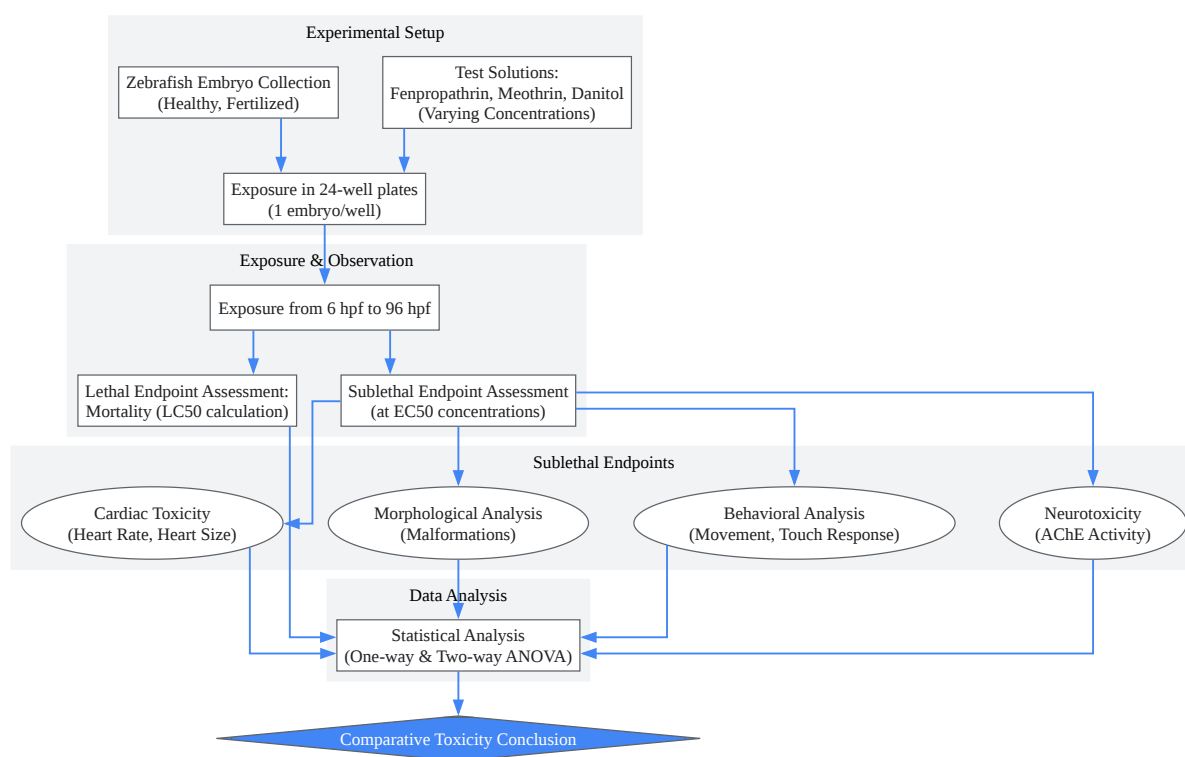 Experimental Setup
Zebrafish Embryo Collection
(Healthy, Fertilized)
Test Solutions:
Fenpropathrin, Meothrin, Danitol
(Varying Concentrations)
Exposure in 24-well plates
(1 embryo/well)
Exposure & Observation
Exposure from 6 hpf to 96 hpf
Lethal Endpoint Assessment:
Mortality (LC50 calculation)
Sublethal Endpoint Assessment
(at EC50 concentrations)
Sublethal Endpoints
Cardiac Toxicity
(Heart Rate, Heart Size)
Morphological Analysis
(Malformations)
Behavioral Analysis
(Movement, Touch Response)
Neurotoxicity
(AChE Activity)
Data Analysis
Statistical Analysis
(One-way & Two-way ANOVA)
Comparative Toxicity Conclusion